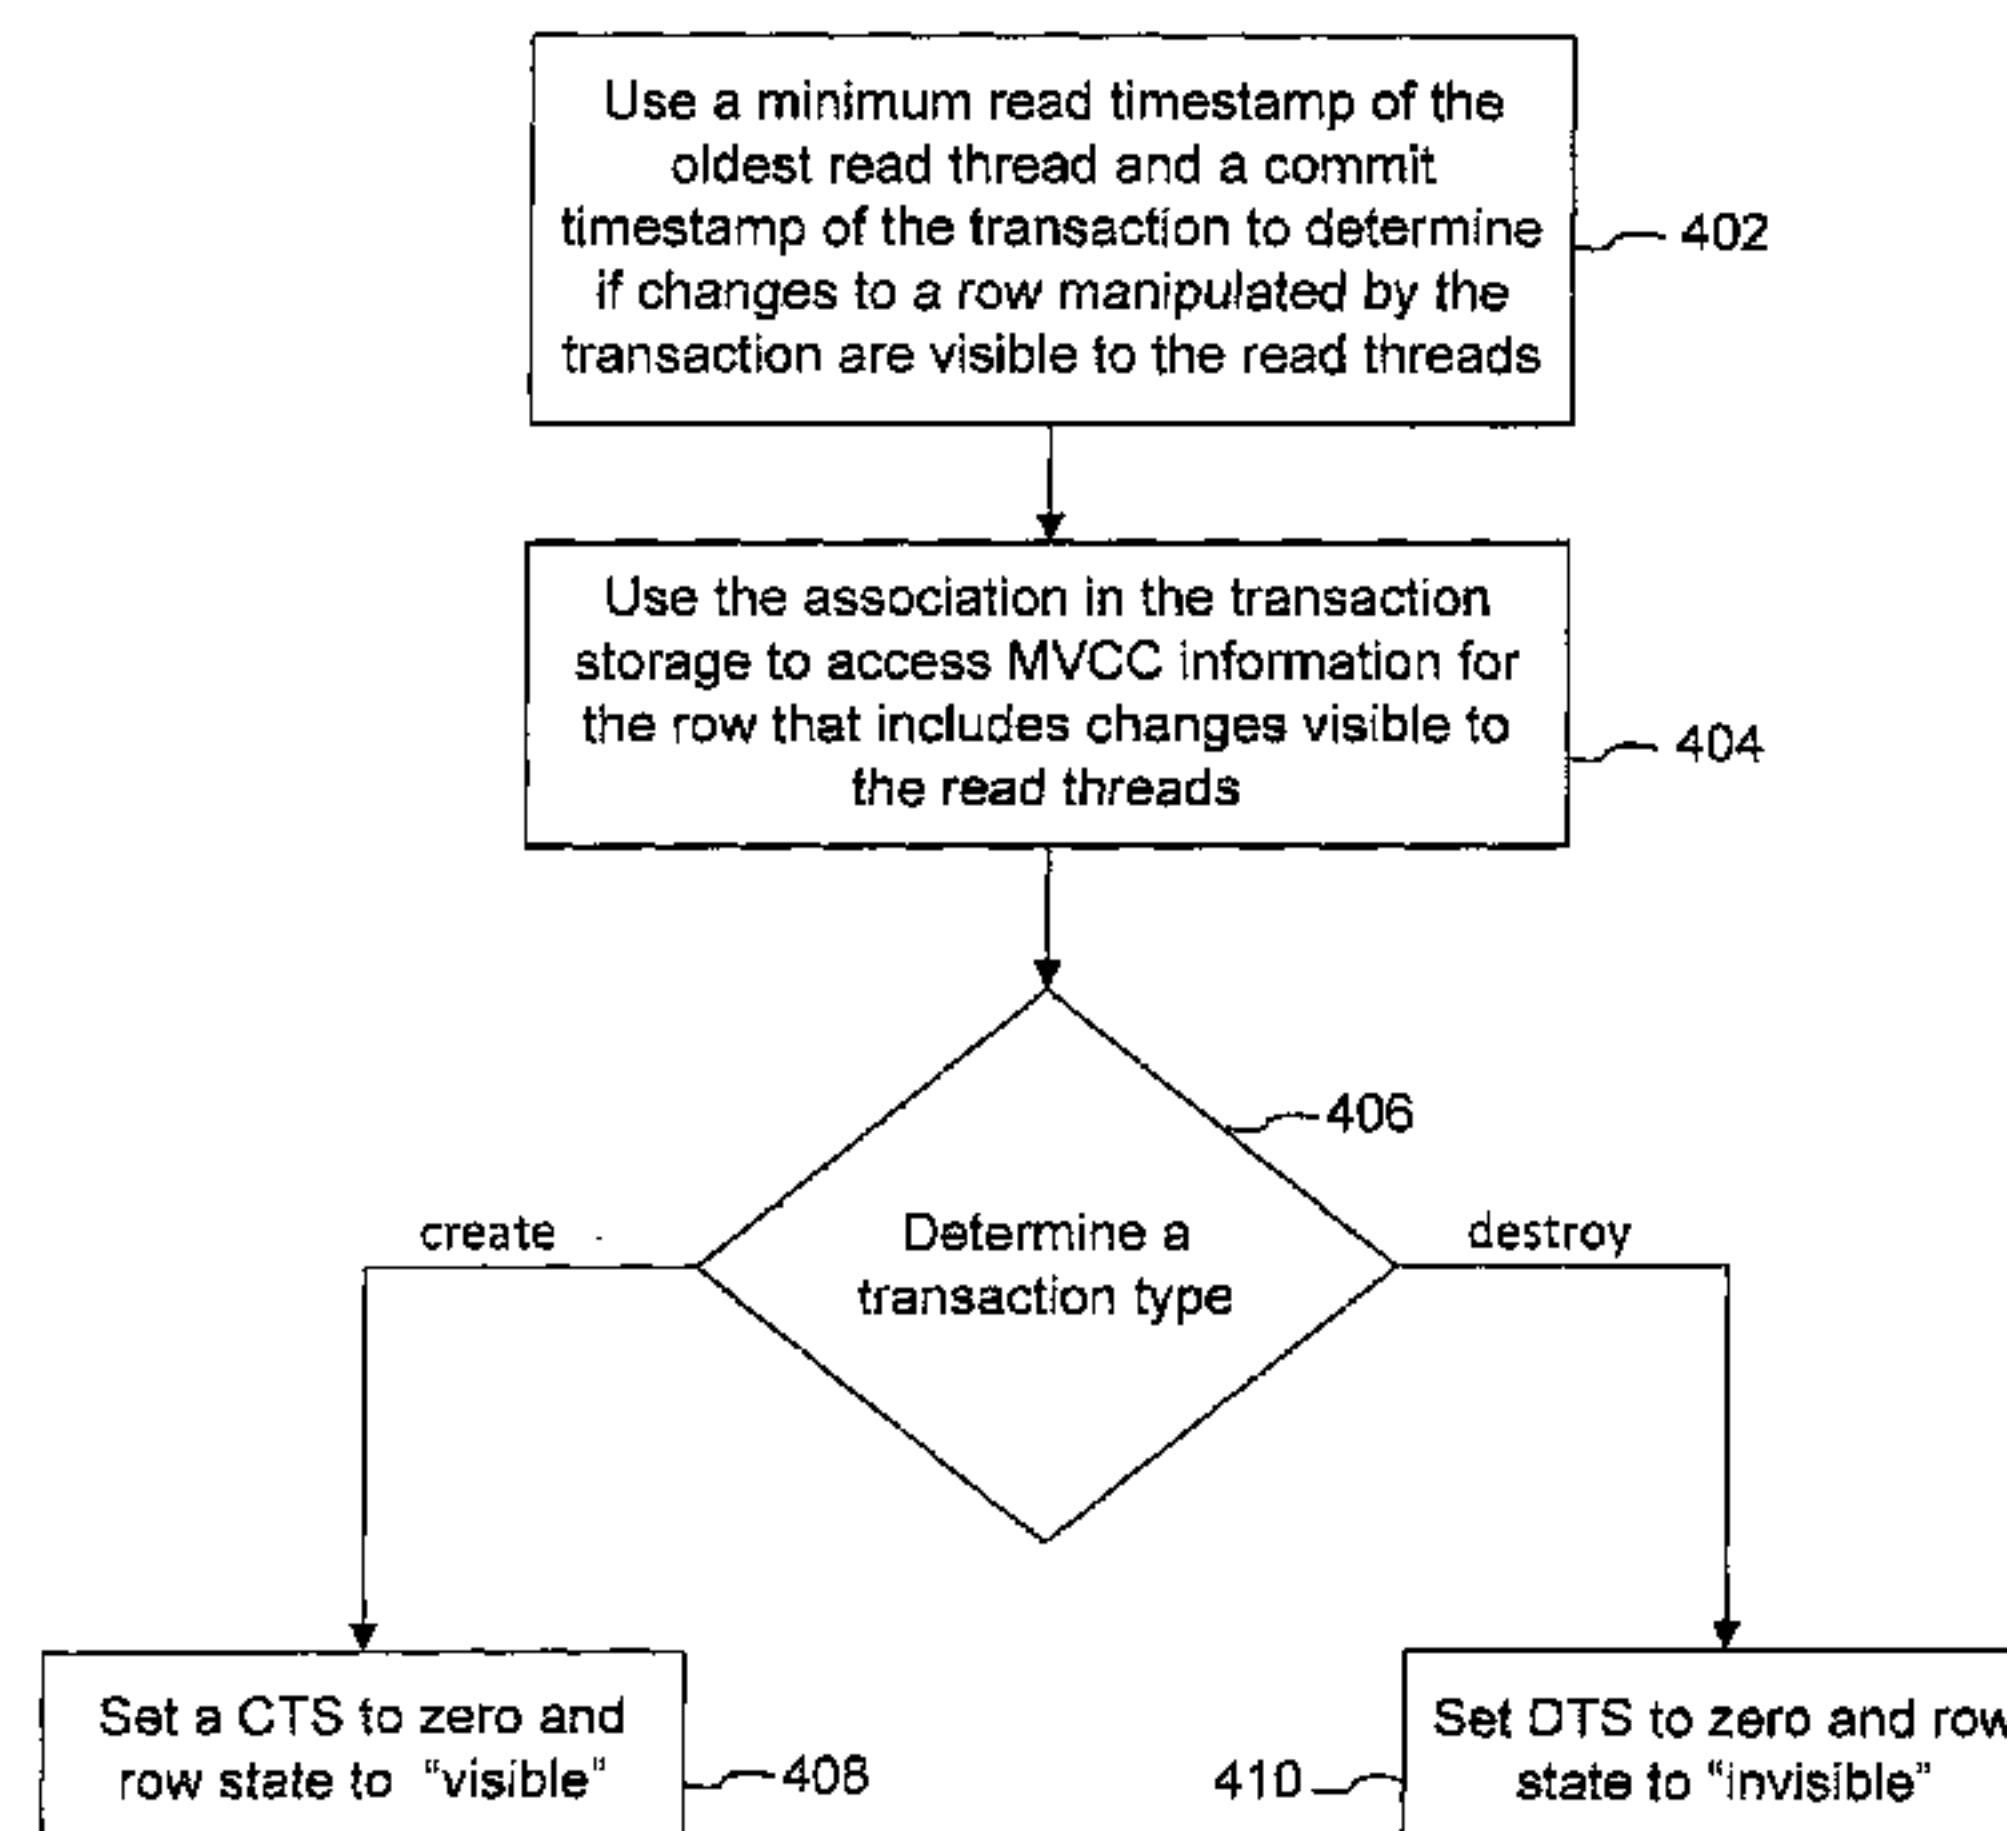 Use a minimum read timestamp of the
oldest read thread and a commit
timestamp of the transaction to determine
if changes to a row manipulated by the
transaction are visible to the read threads
402
Use the association in the transaction
storage to access MVCC information for
the row that includes changes visible to
the read threads
404
406
create
Determine a
transaction type
destroy
Set a CTS to zero and
row state to “visible”
408
410
Set DTS to zero and row
state to “invisible”